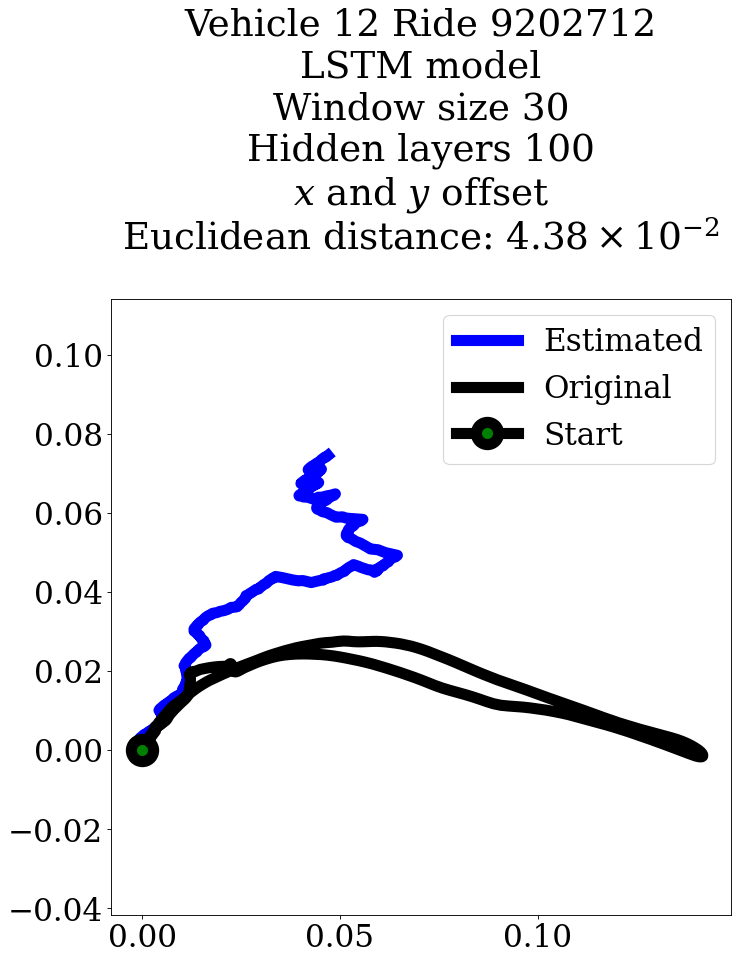 Vehicle 12 Ride 9202712
LSTM model
Window size 30
Hidden layers 100
x and y offset
Euclidean distance: 4.38 × 10⁻²
Estimated
Original
Start
0.10
0.08
0.06
0.04
0.02
0.00
−0.02
−0.04
0.00 0.05 0.10